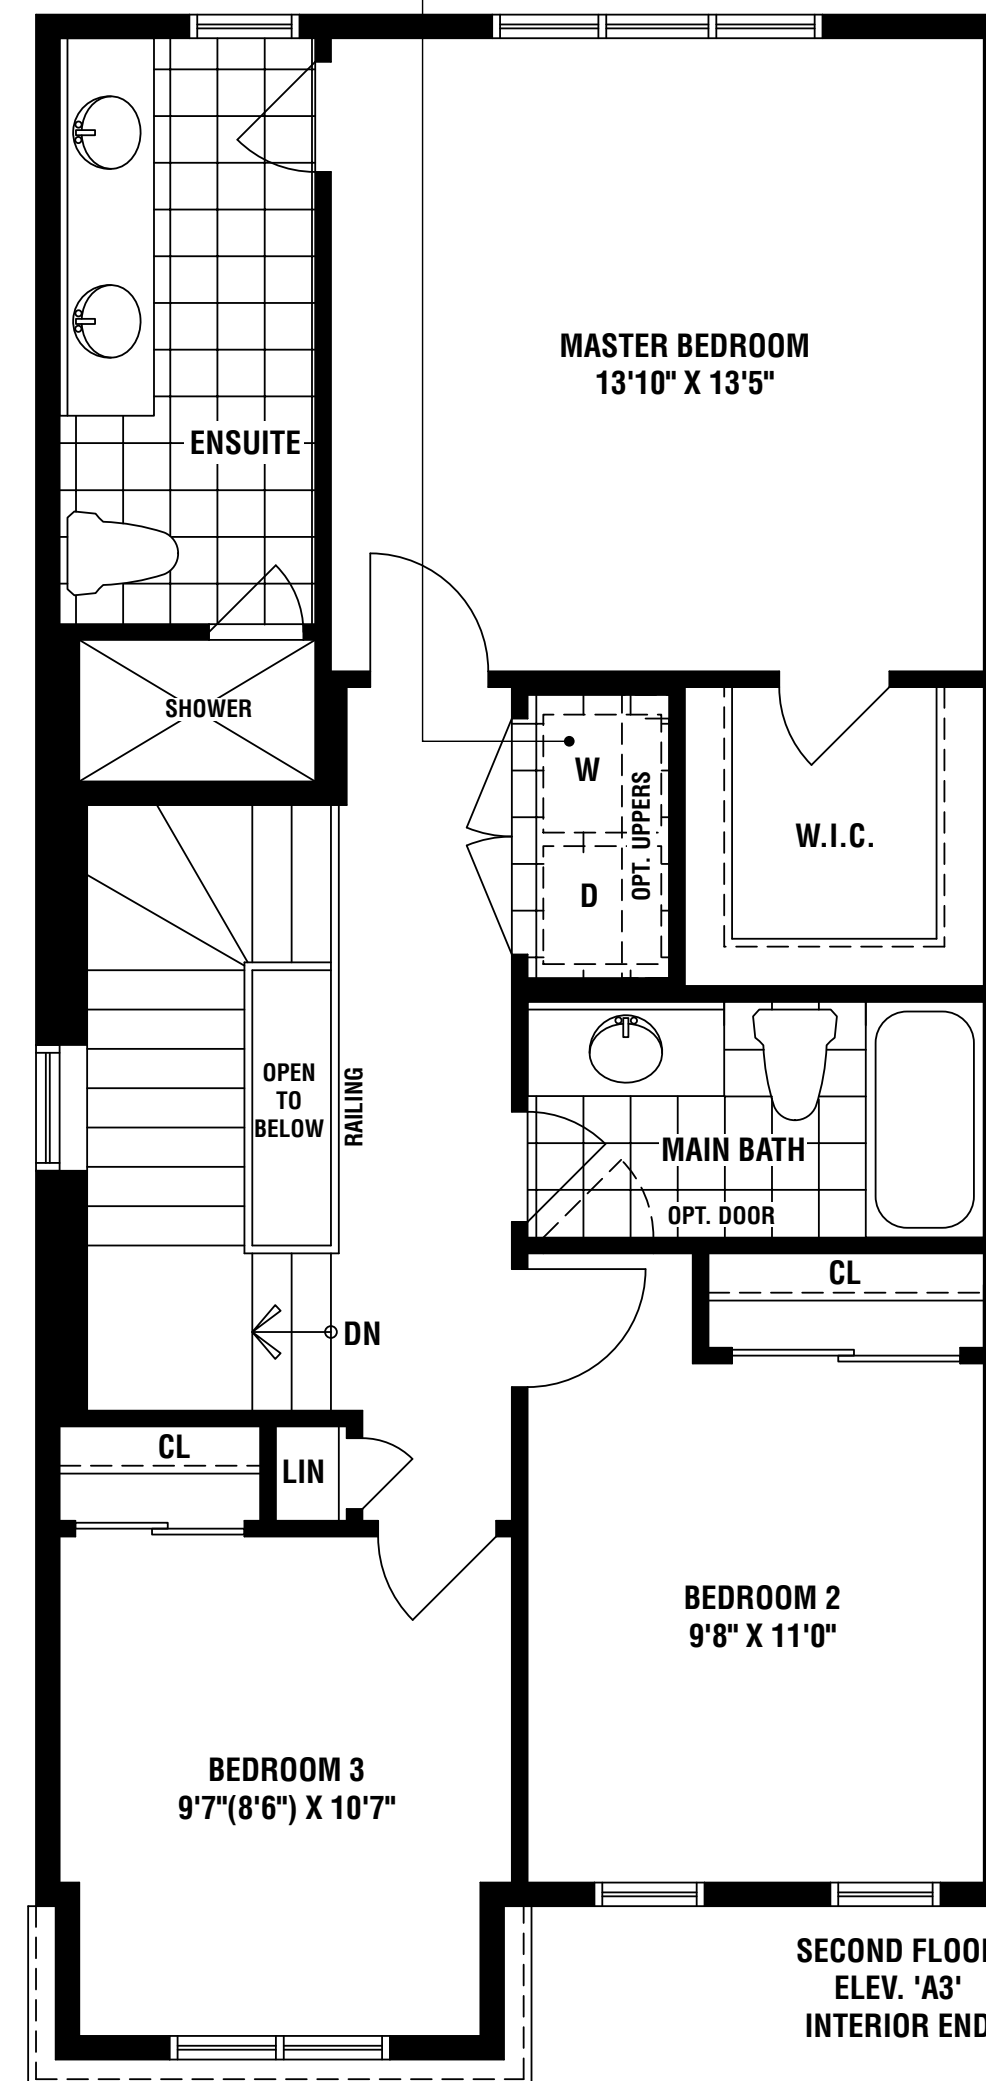 MASTER BEDROOM
13'10" X 13'5"
ENSUITE
SHOWER
W
OPT. UPPERS
D
W.I.C.
OPEN
TO
BELOW
RAILING
MAIN BATH
OPT. DOOR
CL
DN
CL
LIN
BEDROOM 2
9'8" X 11'0"
BEDROOM 3
9'7"(8'6") X 10'7"
SECOND FLOO
ELEV. 'A3'
INTERIOR END